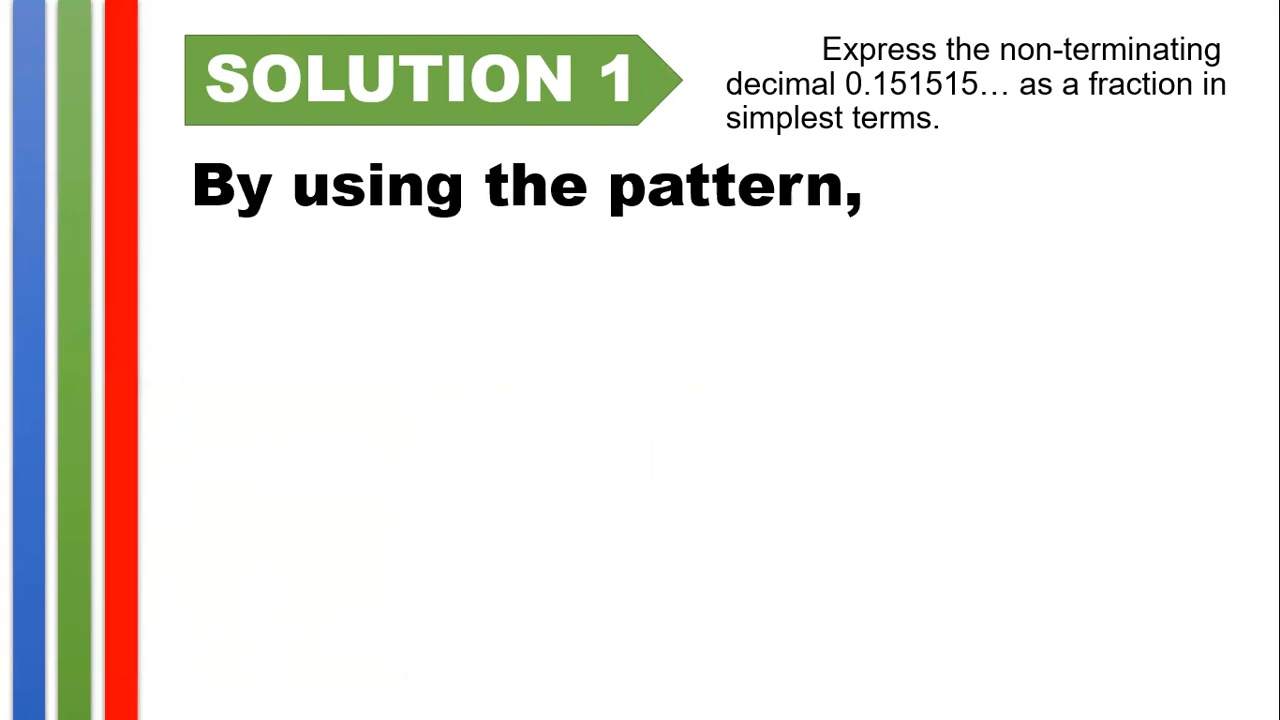 SOLUTION 1
Express the non-terminating
decimal 0.151515… as a fraction in
simplest terms.
By using the pattern,